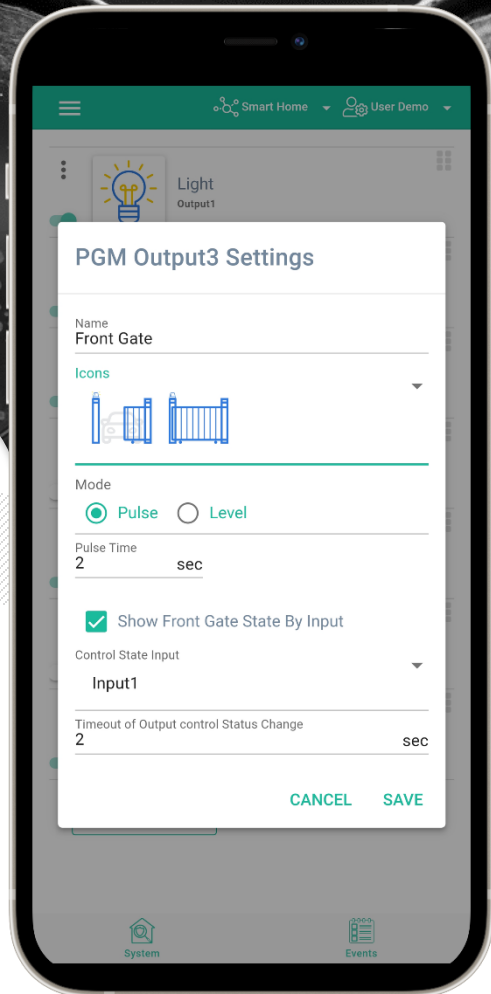 Smart Home
User Demo
Light
Output1
PGM Output3 Settings
Name
Front Gate
Icons
Mode
Pulse
Level
Pulse Time
2 sec
Show Front Gate State By Input
Control State Input
Input1
Timeout of Output control Status Change
2 sec
CANCEL SAVE
System
Events